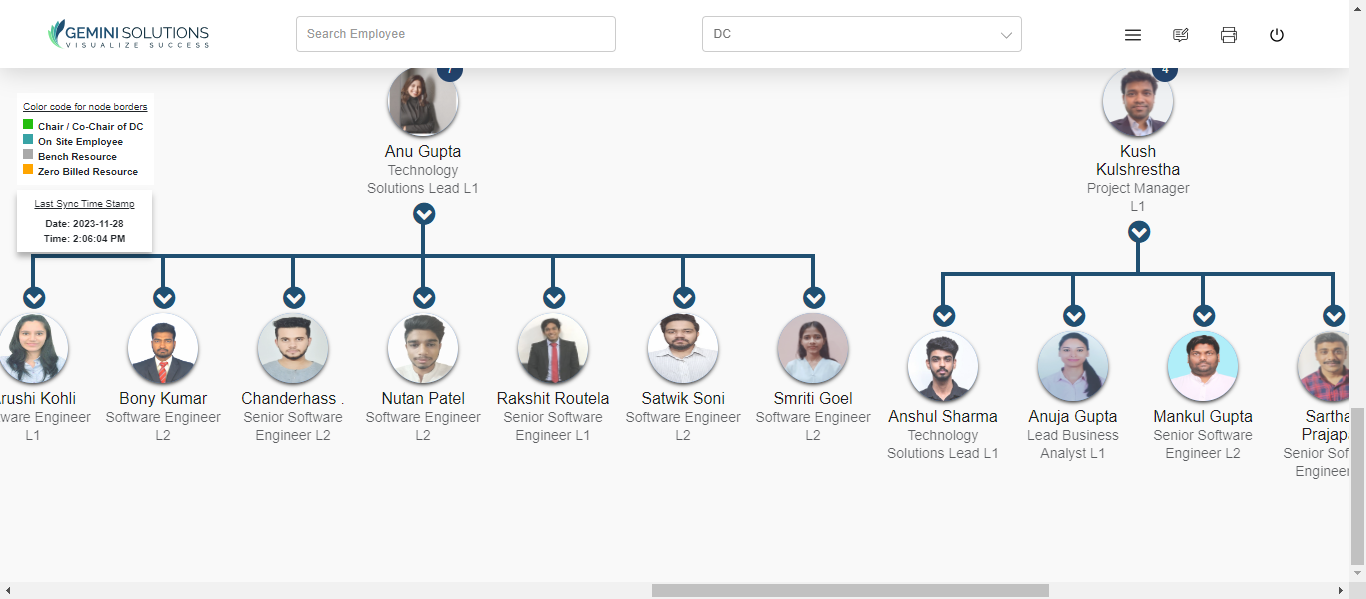 GEMINI SOLUTIONS
VISUALIZE SUCCESS
Search Employee
DC
Color code for node borders
Chair / Co-Chair of DC
On Site Employee
Bench Resource
Zero Billed Resource
Last Sync Time Stamp
Date: 2023-11-28
Time: 2:06:04 PM
7
Anu Gupta
Technology
Solutions Lead L1
4
Kush
Kulshrestha
Project Manager
L1
rushi Kohli
ware Engineer
L1
Bony Kumar
Software Engineer
L2
Chanderhass .
Senior Software
Engineer L2
Nutan Patel
Software Engineer
L2
Rakshit Routela
Senior Software
Engineer L1
Satwik Soni
Software Engineer
L2
Smriti Goel
Software Engineer
L2
Anshul Sharma
Technology
Solutions Lead L1
Anuja Gupta
Lead Business
Analyst L1
Mankul Gupta
Senior Software
Engineer L2
Sartha
Prajap
Senior Sof
Engineer